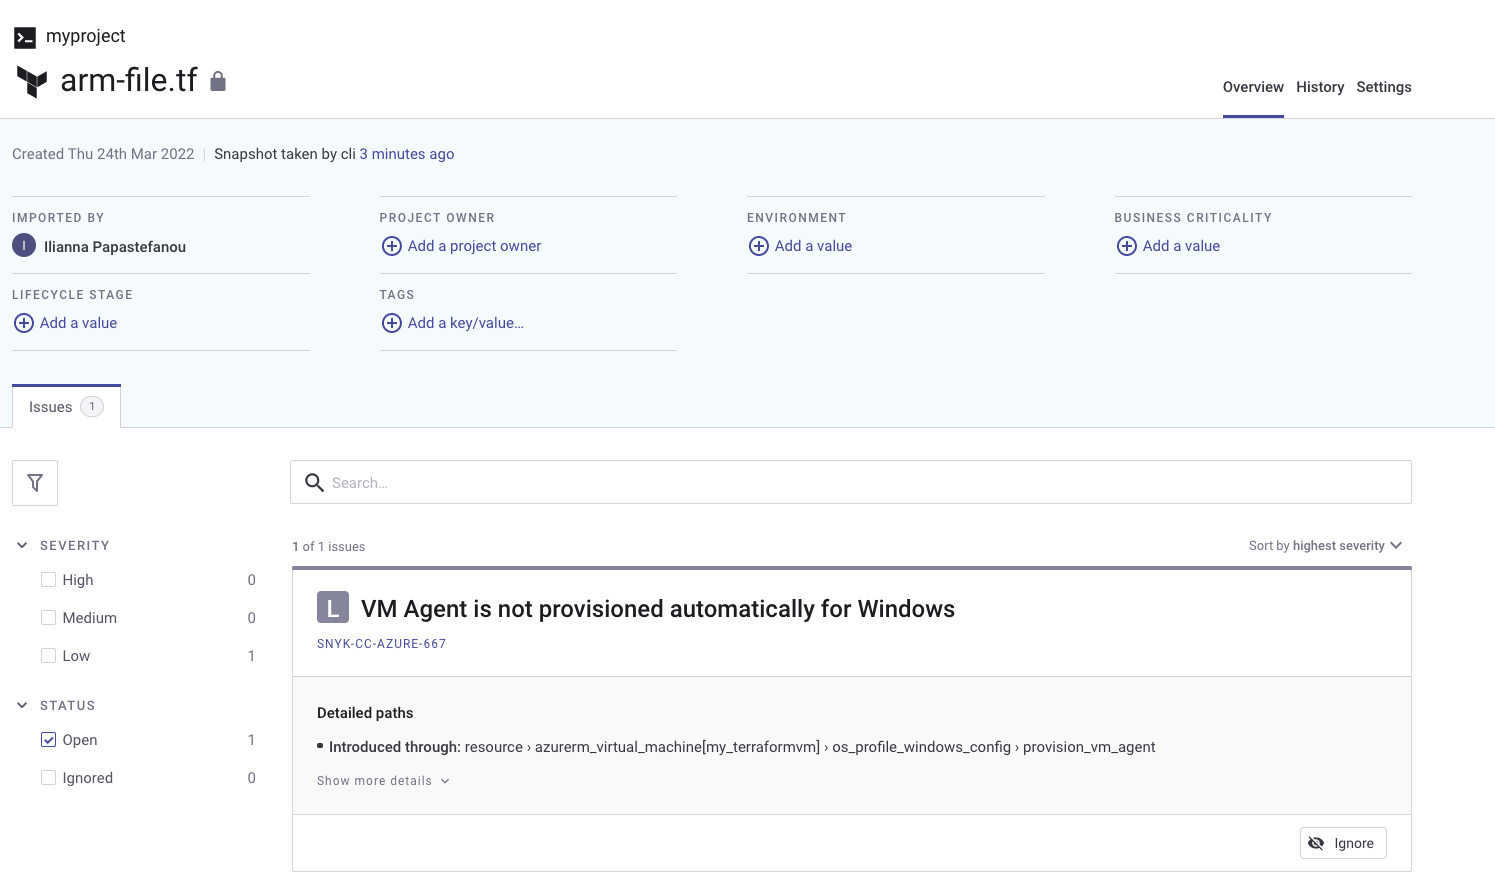 myproject
arm-file.tf
Overview History Settings
Created Thu 24th Mar 2022 | Snapshot taken by cli 3 minutes ago
IMPORTED BY
I Ilianna Papastefanou
PROJECT OWNER
Add a project owner
ENVIRONMENT
Add a value
BUSINESS CRITICALITY
Add a value
LIFECYCLE STAGE
Add a value
TAGS
Add a key/value…
Issues 1
Search…
SEVERITY
High 0
Medium 0
Low 1
STATUS
Open 1
Ignored 0
1 of 1 issues
Sort by highest severity
L VM Agent is not provisioned automatically for Windows
SNYK-CC-AZURE-667
Detailed paths
Introduced through: resource › azurerm_virtual_machine[my_terraformvm] › os_profile_windows_config › provision_vm_agent
Show more details
Ignore